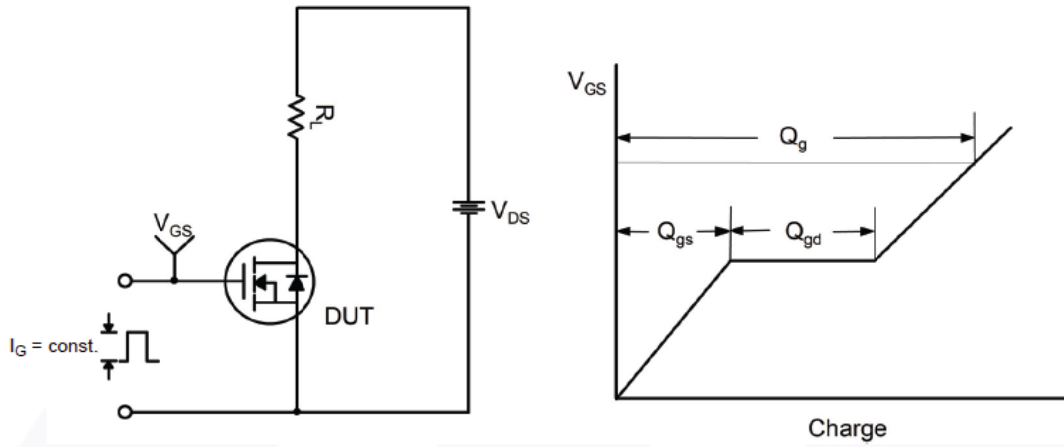 R_L
V_GS
V_DS
DUT
I_G = const.
V_GS
Q_g
Q_gs
Q_gd
Charge